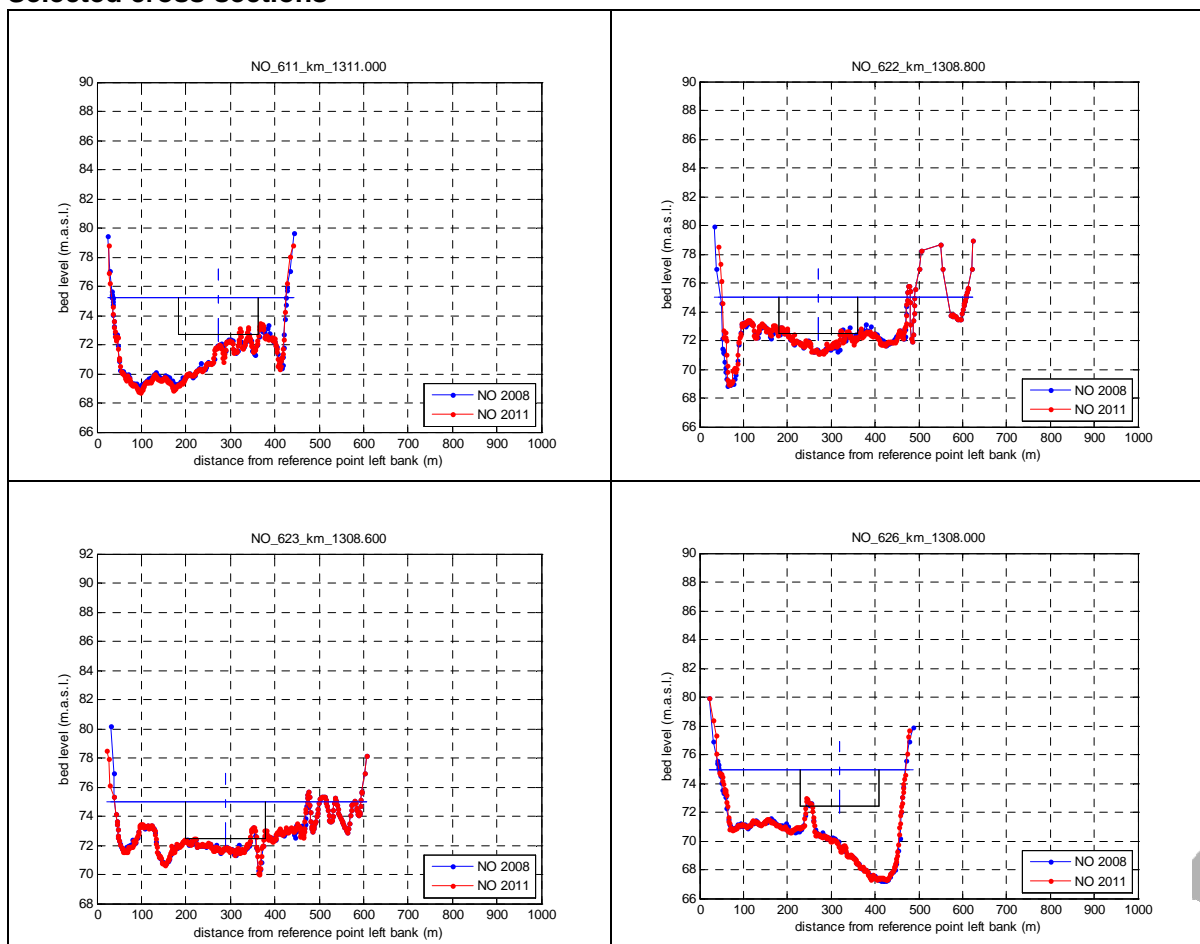 Selected cross-sections
NO_611_km_1311.000
90
88
86
84
82
80
78
76
74
72
70
68
66
0 100 200 300 400 500 600 700 800 900 1000
bed level (m.a.s.l.)
distance from reference point left bank (m)
NO 2008
NO 2011
NO_622_km_1308.800
90
88
86
84
82
80
78
76
74
72
70
68
66
0 100 200 300 400 500 600 700 800 900 1000
bed level (m.a.s.l.)
distance from reference point left bank (m)
NO 2008
NO 2011
NO_623_km_1308.600
92
90
88
86
84
82
80
78
76
74
72
70
68
0 100 200 300 400 500 600 700 800 900 1000
bed level (m.a.s.l.)
distance from reference point left bank (m)
NO 2008
NO 2011
NO_626_km_1308.000
90
88
86
84
82
80
78
76
74
72
70
68
66
0 100 200 300 400 500 600 700 800 900 1000
bed level (m.a.s.l.)
distance from reference point left bank (m)
NO 2008
NO 2011